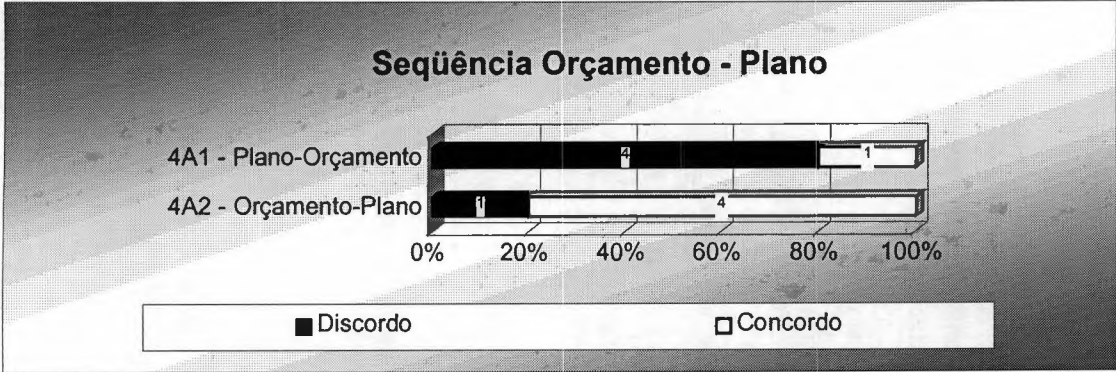 Seqüência Orçamento - Plano
4A1 - Plano-Orçamento 4 1
4A2 - Orçamento-Plano 1 4
0% 20% 40% 60% 80% 100%
Discordo Concordo